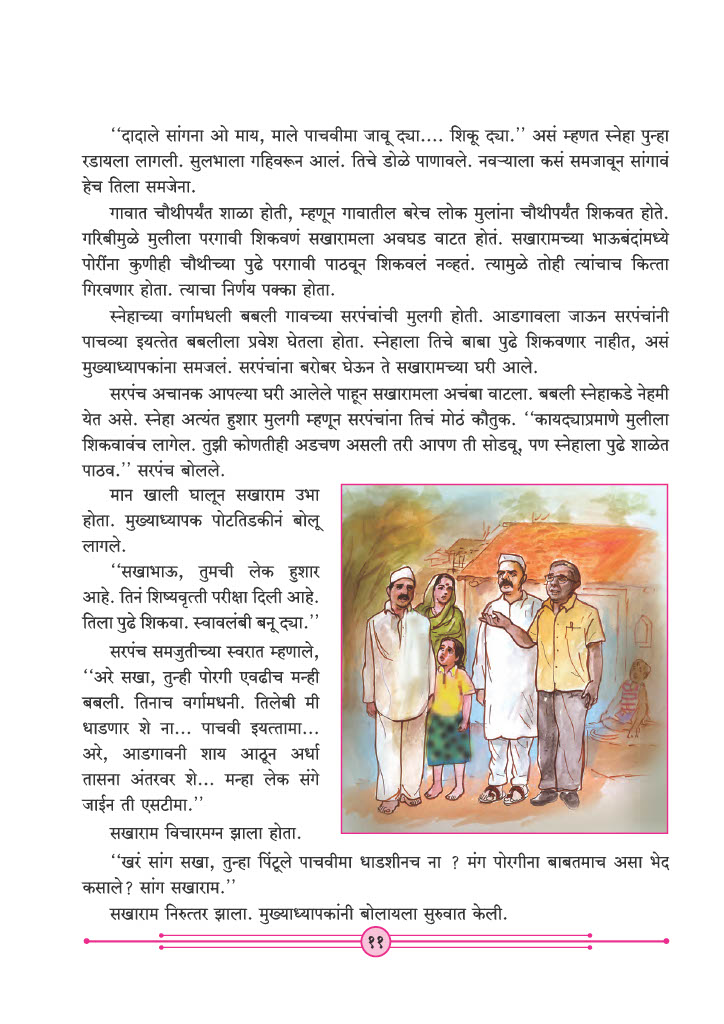 ‘‘दादाले सांगना ओ माय, माले पाचवीमा जावू द्या.... शिकू द्या.’’ असं म्हणत स्नेहा पुन्हा
रडायला लागली. सुलभाला गहिवरून आलं. तिचे डोळे पाणावले. नवऱ्याला कसं समजावून सांगावं
हेच तिला समजेना.
गावात चौथीपर्यंत शाळा होती, म्हणून गावातील बरेच लोक मुलांना चौथीपर्यंत शिकवत होते.
गरिबीमुळे मुलीला परगावी शिकवणं सखारामला अवघड वाटत होतं. सखारामच्या भाऊबंदांमध्ये
पोरींना कुणीही चौथीच्या पुढे परगावी पाठवून शिकवलं नव्हतं. त्यामुळे तोही त्यांचाच कित्ता
गिरवणार होता. त्याचा निर्णय पक्का होता.
स्नेहाच्या वर्गामधली बबली गावच्या सरपंचांची मुलगी होती. आडगावला जाऊन सरपंचांनी
पाचव्या इयत्तेत बबलीला प्रवेश घेतला होता. स्नेहाला तिचे बाबा पुढे शिकवणार नाहीत, असं
मुख्याध्यापकांना समजलं. सरपंचांना बरोबर घेऊन ते सखारामच्या घरी आले.
सरपंच अचानक आपल्या घरी आलेले पाहून सखारामला अचंबा वाटला. बबली स्नेहाकडे नेहमी
येत असे. स्नेहा अत्यंत हुशार मुलगी म्हणून सरपंचांना तिचं मोठं कौतुक. ‘‘कायद्याप्रमाणे मुलीला
शिकवावंच लागेल. तुझी कोणतीही अडचण असली तरी आपण ती सोडवू, पण स्नेहाला पुढे शाळेत
पाठव.’’ सरपंच बोलले.
मान खाली घालून सखाराम उभा
होता. मुख्याध्यापक पोटतिडकीनं बोलू
लागले.
‘‘सखाभाऊ, तुमची लेक हुशार
आहे. तिनं शिष्यवृत्ती परीक्षा दिली आहे.
तिला पुढे शिकवा. स्वावलंबी बनू द्या.’’
सरपंच समजुतीच्या स्वरात म्हणाले,
‘‘अरे सखा, तुन्ही पोरगी एवढीच मन्ही
बबली. तिनाच वर्गामधनी. तिलेबी मी
धाडणार शे ना... पाचवी इयत्तामा...
अरे, आडगावनी शाय आठून अर्धा
तासना अंतरवर शे... मन्हा लेक संगे
जाईन ती एसटीमा.’’
सखाराम विचारमग्न झाला होता.
‘‘खरं सांग सखा, तुन्हा पिंटूले पाचवीमा धाडशीनच ना ? मंग पोरगीना बाबतमाच असा भेद
कसाले? सांग सखाराम.’’
सखाराम निरुत्तर झाला. मुख्याध्यापकांनी बोलायला सुरुवात केली.
११